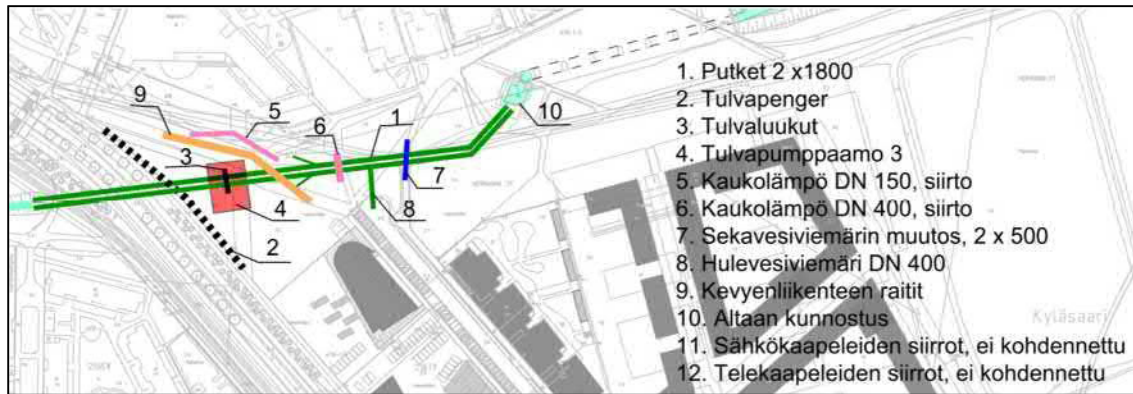 1. Putket 2 x1800
2. Tulvapenger
3. Tulvaluukut
4. Tulvapumppaamo 3
5. Kaukolämpö DN 150, siirto
6. Kaukolämpö DN 400, siirto
7. Sekavesiviemärin muutos, 2 x 500
8. Hulevesiviemäri DN 400
9. Kevyenliikenteen raitit
10. Altaan kunnostus
11. Sähkökaapeleiden siirrot, ei kohdennettu
12. Telekaapeleiden siirrot, ei kohdennettu
9
5
6
1
10
3
4
7
8
2
Kyläsaari